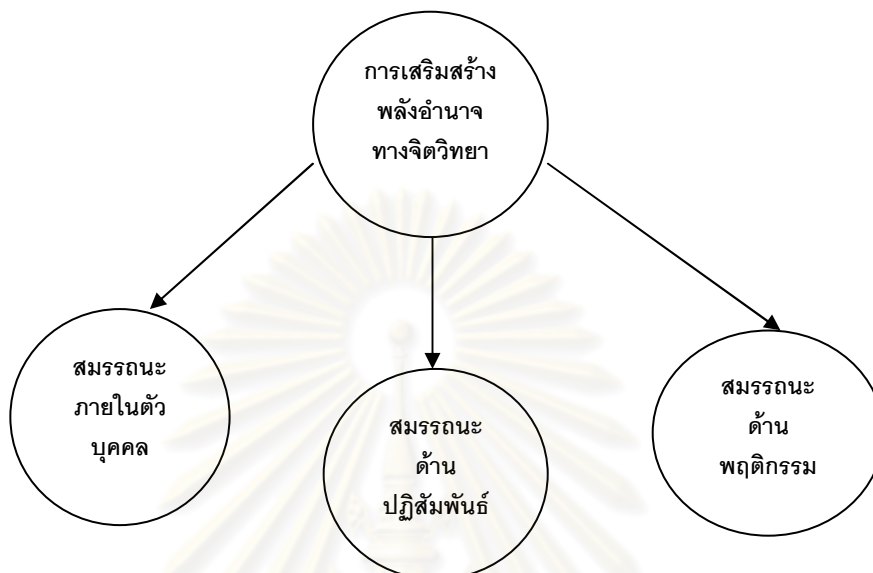 การเสริมสร้าง
พลังอำนาจ
ทางจิตวิทยา
สมรรถนะ
ภายในตัว
บุคคล
สมรรถนะ
ด้าน
ปฏิสัมพันธ์
สมรรถนะ
ด้าน
พฤติกรรม